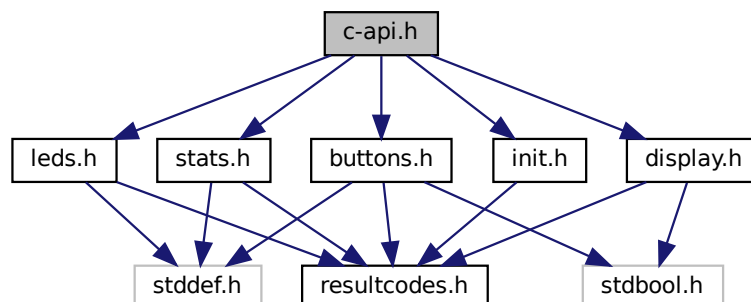 c-api.h
leds.h
stats.h
buttons.h
init.h
display.h
stddef.h
resultcodes.h
stdbool.h